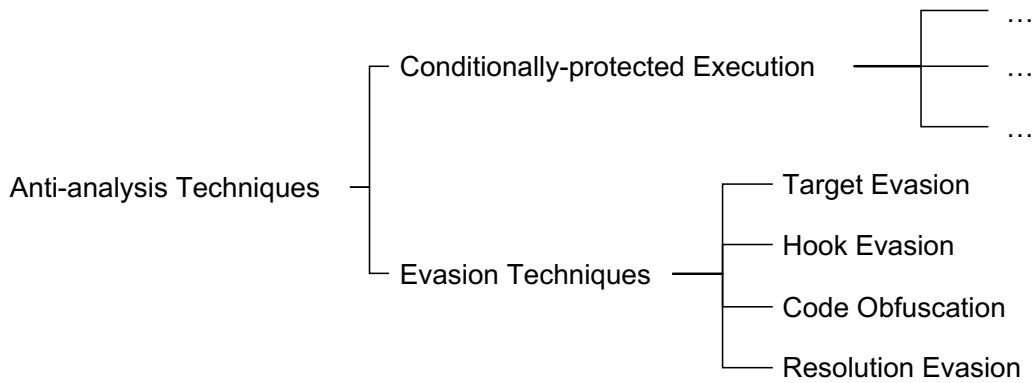 …
Conditionally-protected Execution
…
…
Anti-analysis Techniques
Target Evasion
Hook Evasion
Evasion Techniques
Code Obfuscation
Resolution Evasion